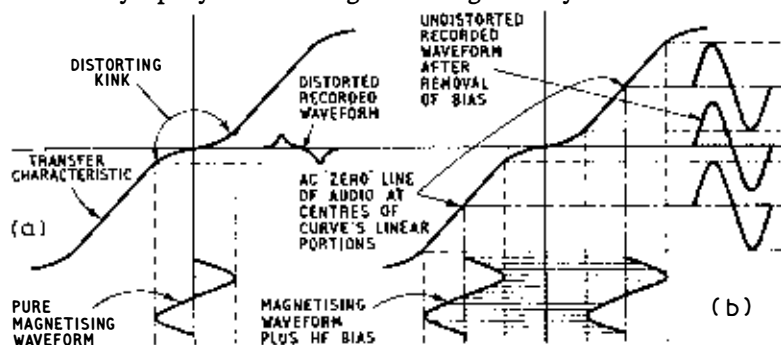 DISTORTING
KINK
TRANSFER
CHARACTERISTIC
(a)
PURE
MAGNETISING
WAVEFORM
DISTORTED
RECORDED
WAVEFORM
AC "ZERO" LINE
OF AUDIO AT
CENTRES OF
CURVE'S LINEAR
PORTIONS
MAGNETISING
WAVEFORM
PLUS HF BIAS
UNDISTORTED
RECORDED
WAVEFORM
AFTER
REMOVAL
OF BIAS
(b)